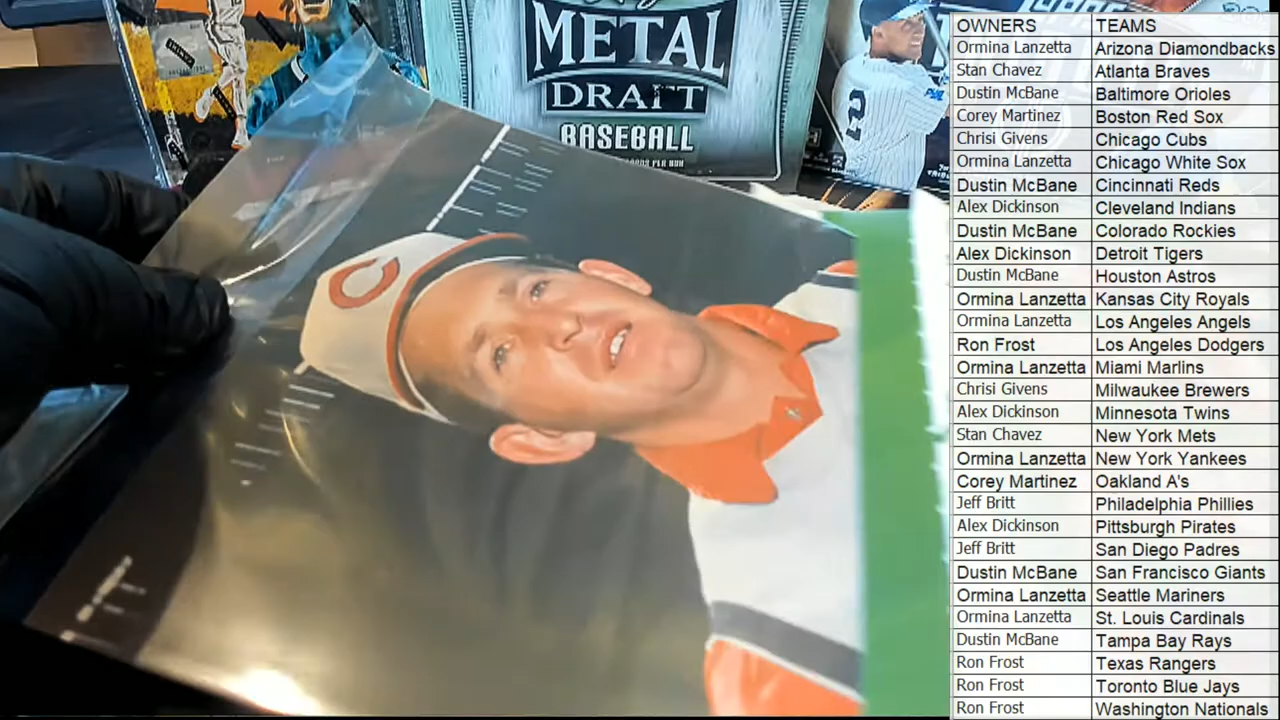 METAL
DRAFT
BASEBALL
C
2
OWNERS TEAMS
Ormina Lanzetta Arizona Diamondbacks
Stan Chavez Atlanta Braves
Dustin McBane Baltimore Orioles
Corey Martinez Boston Red Sox
Chrisi Givens Chicago Cubs
Ormina Lanzetta Chicago White Sox
Dustin McBane Cincinnati Reds
Alex Dickinson Cleveland Indians
Dustin McBane Colorado Rockies
Alex Dickinson Detroit Tigers
Dustin McBane Houston Astros
Ormina Lanzetta Kansas City Royals
Ormina Lanzetta Los Angeles Angels
Ron Frost Los Angeles Dodgers
Ormina Lanzetta Miami Marlins
Chrisi Givens Milwaukee Brewers
Alex Dickinson Minnesota Twins
Stan Chavez New York Mets
Ormina Lanzetta New York Yankees
Corey Martinez Oakland A's
Jeff Britt Philadelphia Phillies
Alex Dickinson Pittsburgh Pirates
Jeff Britt San Diego Padres
Dustin McBane San Francisco Giants
Ormina Lanzetta Seattle Mariners
Ormina Lanzetta St. Louis Cardinals
Dustin McBane Tampa Bay Rays
Ron Frost Texas Rangers
Ron Frost Toronto Blue Jays
Ron Frost Washington Nationals